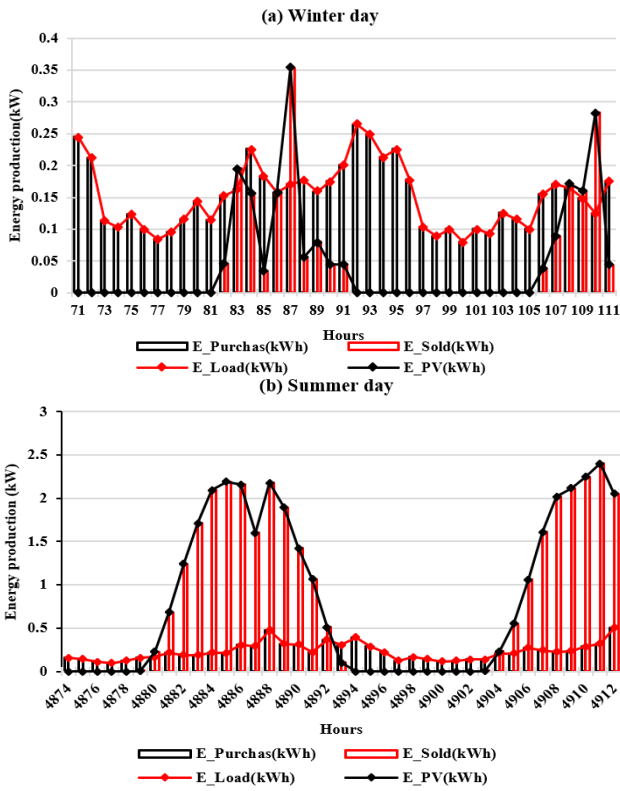 (a) Winter day
Energy production(kW)
0.4
0.35
0.3
0.25
0.2
0.15
0.1
0.05
0
71 73 75 77 79 81 83 85 87 89 91 93 95 97 99 101 103 105 107 109 111
Hours
E_Purchas(kWh) E_Sold(kWh)
E_Load(kWh) E_PV(kWh)
(b) Summer day
Energy production (kW)
3
2.5
2
1.5
1
0.5
0
4874 4876 4878 4880 4882 4884 4886 4888 4890 4892 4894 4896 4898 4900 4902 4904 4906 4908 4910 4912
Hours
E_Purchas(kWh) E_Sold(kWh)
E_Load(kWh) E_PV(kWh)